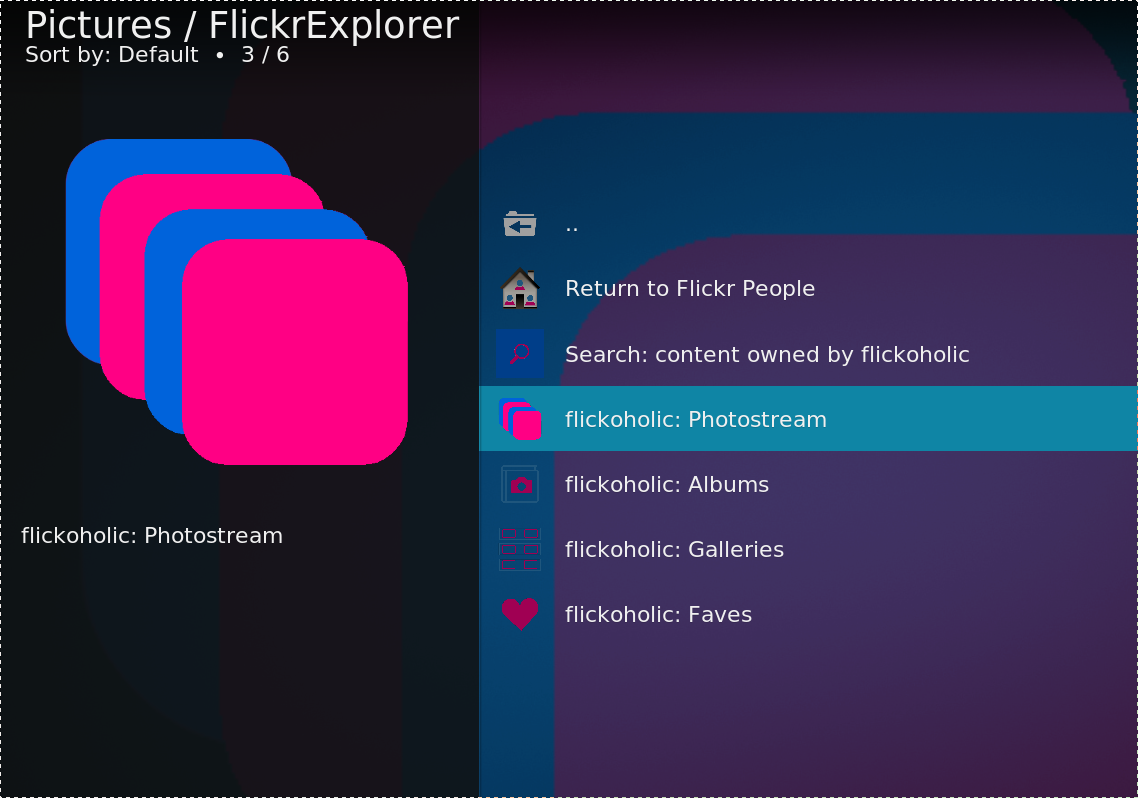 Pictures / FlickrExplorer
Sort by: Default • 3 / 6
..
Return to Flickr People
Search: content owned by flickoholic
flickoholic: Photostream
flickoholic: Albums
flickoholic: Galleries
flickoholic: Faves
flickoholic: Photostream